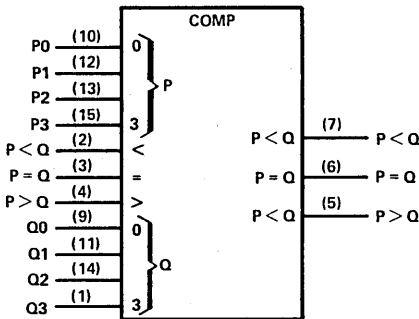 COMP
P0 (10) 0
P1 (12)
P2 (13) P
P3 (15) 3
P < Q (2) <
P = Q (3) =
P > Q (4) >
Q0 (9) 0
Q1 (11)
Q2 (14) Q
Q3 (1) 3
P < Q (7) P < Q
P = Q (6) P = Q
P < Q (5) P > Q